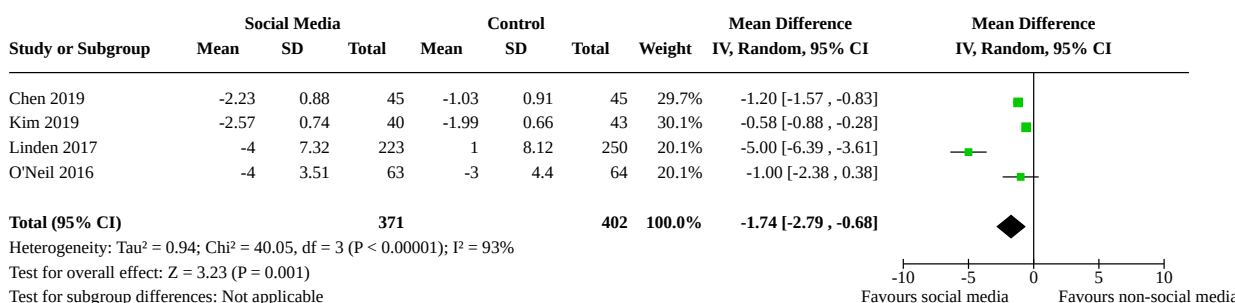 Social Media Control Mean Difference Mean Difference
Study or Subgroup Mean SD Total Mean SD Total Weight IV, Random, 95% CI IV, Random, 95% CI
Chen 2019 -2.23 0.88 45 -1.03 0.91 45 29.7% -1.20 [-1.57 , -0.83]
Kim 2019 -2.57 0.74 40 -1.99 0.66 43 30.1% -0.58 [-0.88 , -0.28]
Linden 2017 -4 7.32 223 1 8.12 250 20.1% -5.00 [-6.39 , -3.61]
O'Neil 2016 -4 3.51 63 -3 4.4 64 20.1% -1.00 [-2.38 , 0.38]
Total (95% CI) 371 402 100.0% -1.74 [-2.79 , -0.68]
Heterogeneity: Tau² = 0.94; Chi² = 40.05, df = 3 (P < 0.00001); I² = 93%
Test for overall effect: Z = 3.23 (P = 0.001) -10 -5 0 5 10
Test for subgroup differences: Not applicable Favours social media Favours non-social media